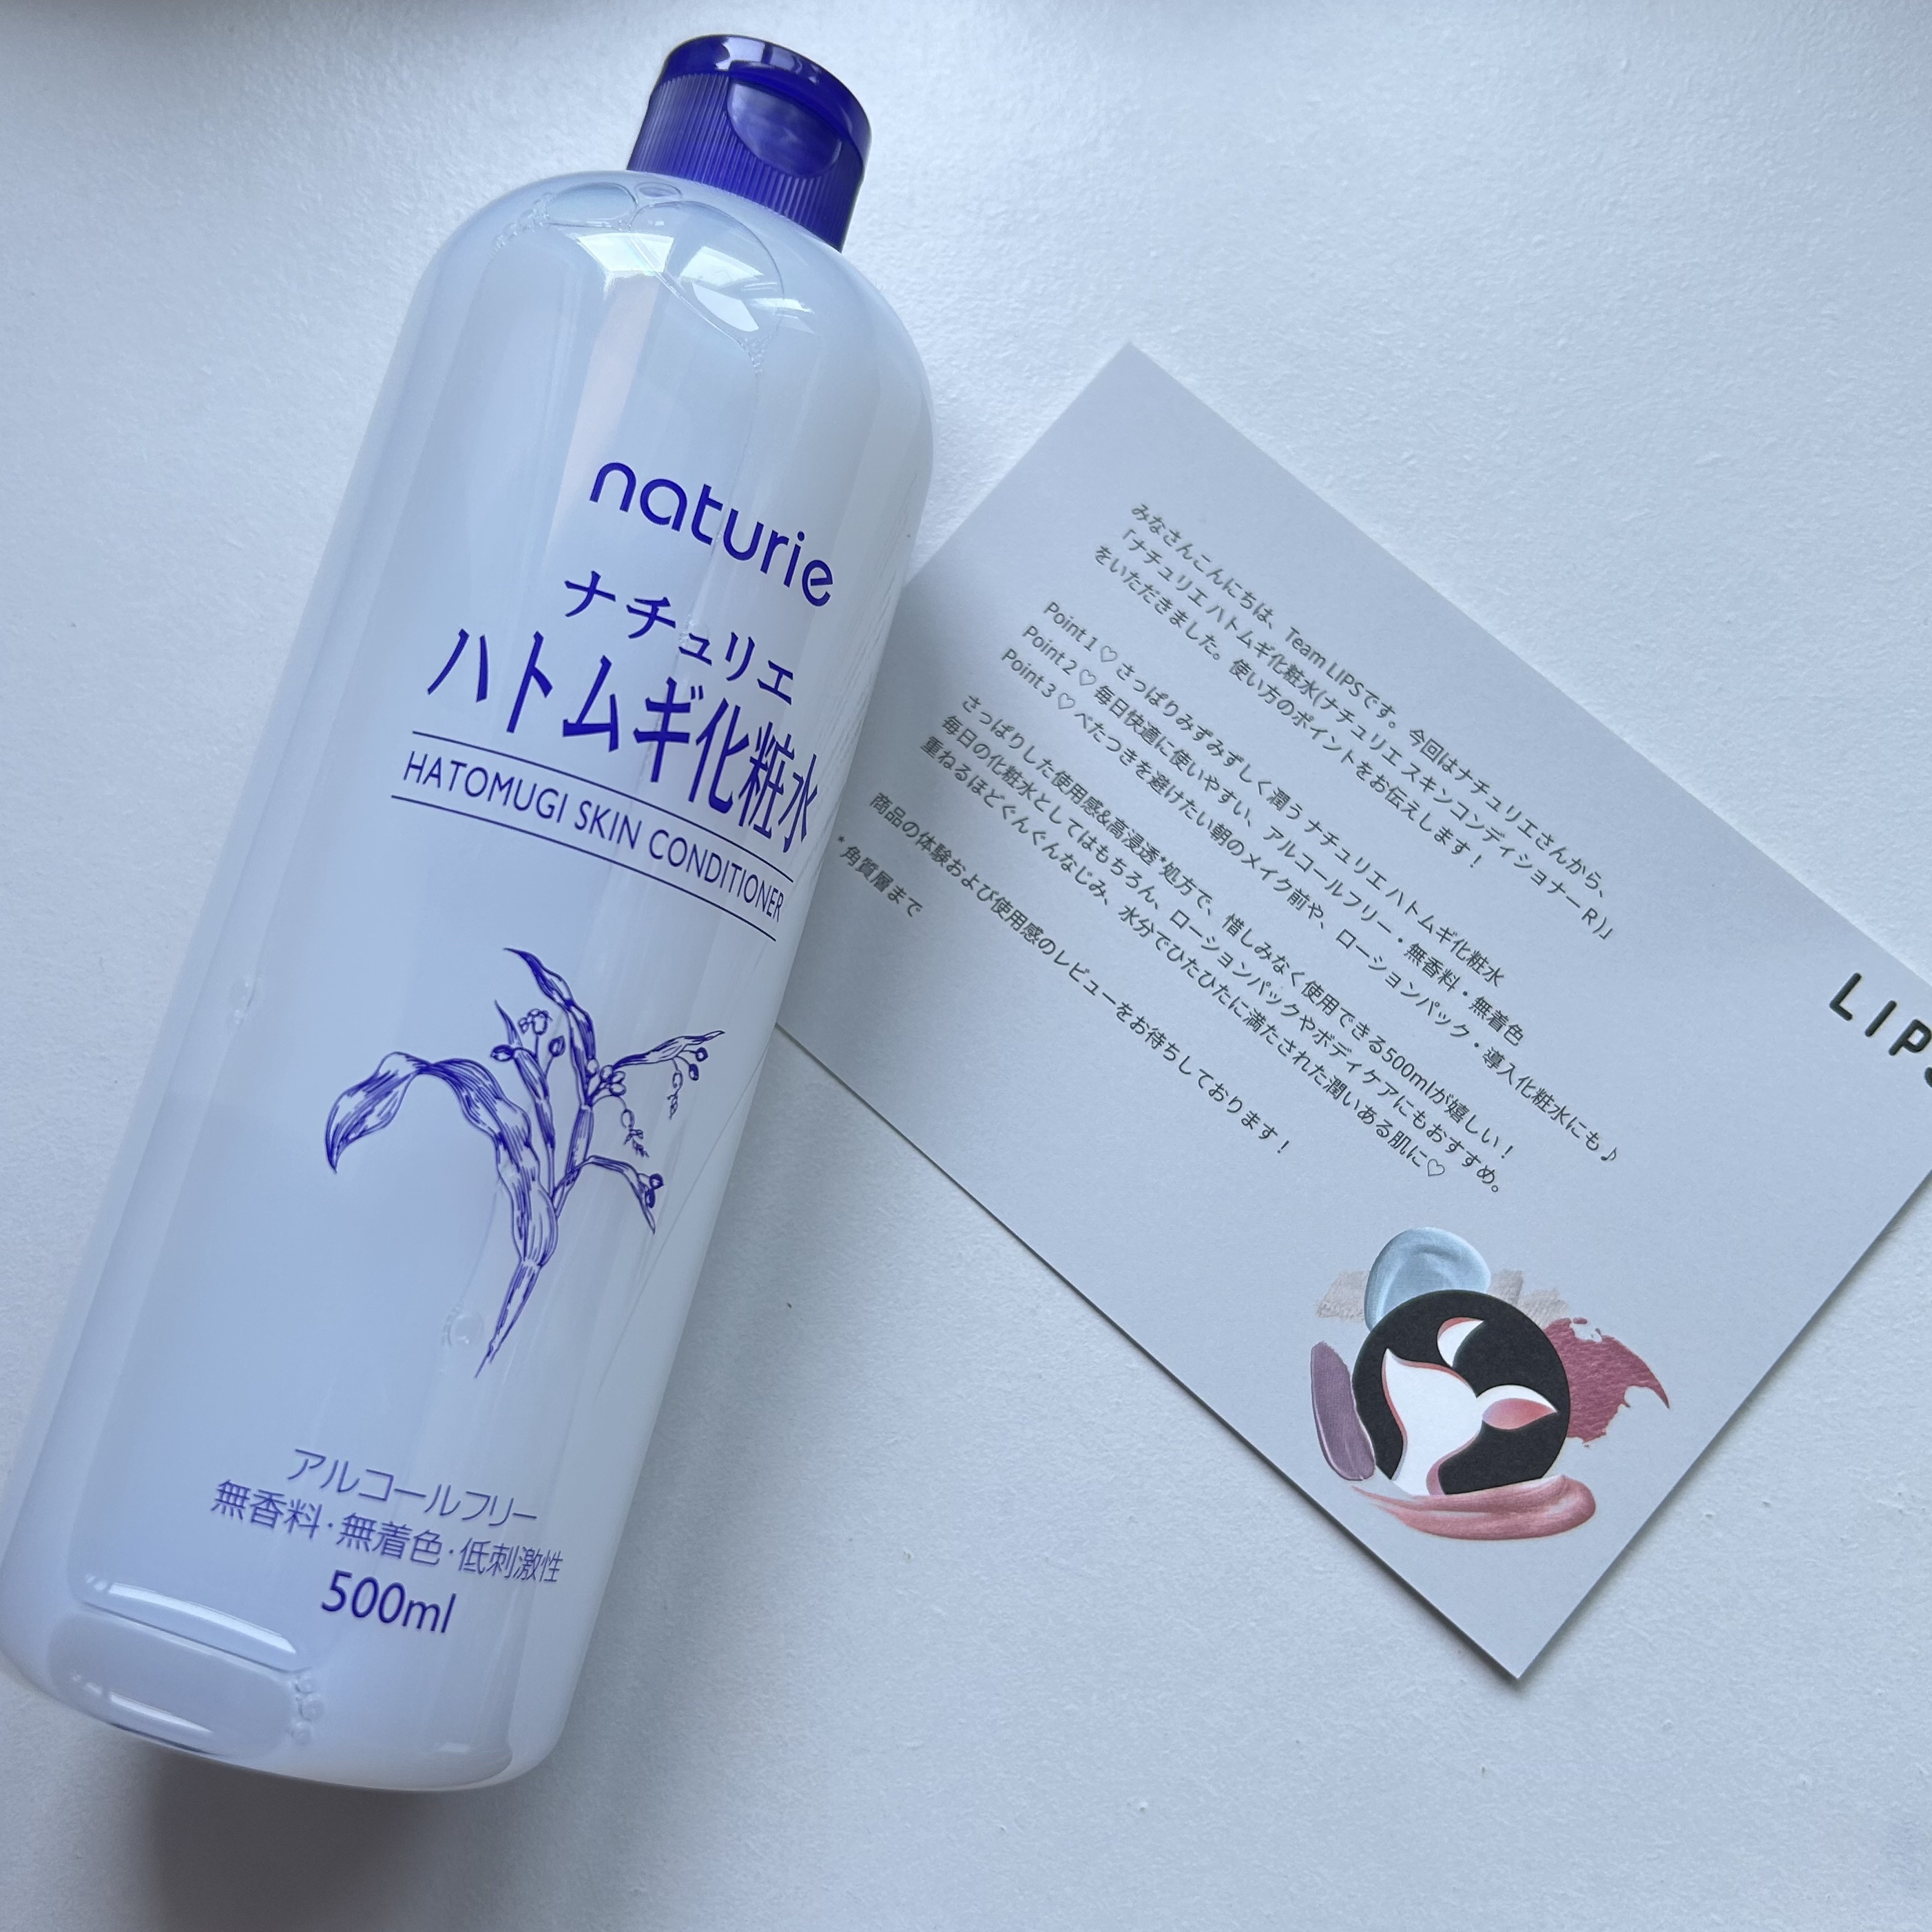 naturie
ナチュリエ
ハトムギ化粧水
HATOMUGI SKIN CONDITIONER
アルコールフリー
無香料・無着色・低刺激性
500ml
みなさんこんにちは、Team LIPSです。今回はナチュリエさんから、
「ナチュリエ ハトムギ化粧水(ナチュリエ スキンコンディショナー R)」
をいただきました。使い方のポイントをお伝えします！
Point 1 ♡ さっぱりみずみずしく潤う ナチュリエ ハトムギ化粧水
Point 2 ♡ 毎日快適に使いやすい、アルコールフリー・無香料・無着色
Point 3 ♡ べたつきを避けたい朝のメイク前や、ローションパック・導入化粧水にも♪
さっぱりした使用感&高浸透*処方で、惜しみなく使用できる500mlが嬉しい！
毎日の化粧水としてはもちろん、ローションパックやボディケアにもおすすめ。
重ねるほどぐんぐんなじみ、水分でひたひたに満たされた潤いある肌に♡
商品の体験および使用感のレビューをお待ちしております！
* 角質層まで
LIPS